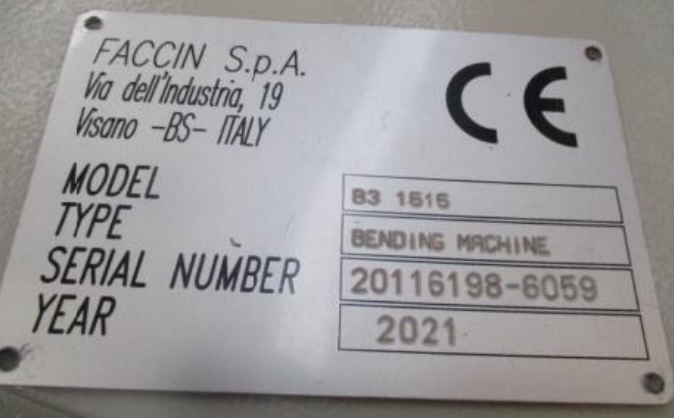 FACCIN S.p.A.
Via dell'Industria, 19
Visano -BS- ITALY
CE
MODEL B3 1515
TYPE BENDING MACHINE
SERIAL NUMBER 20116198-6059
YEAR 2021